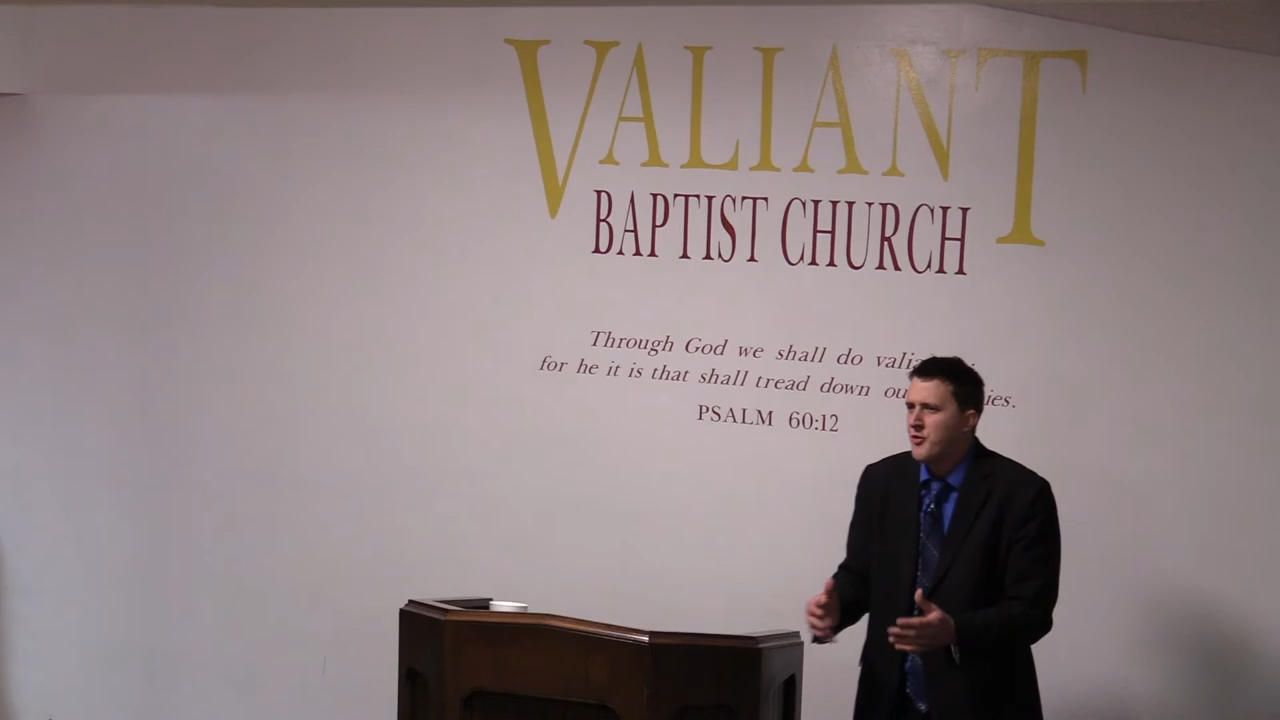 VALIANT
BAPTIST CHURCH
Through God we shall do
for he it is that shall tread down
PSALM 60:12